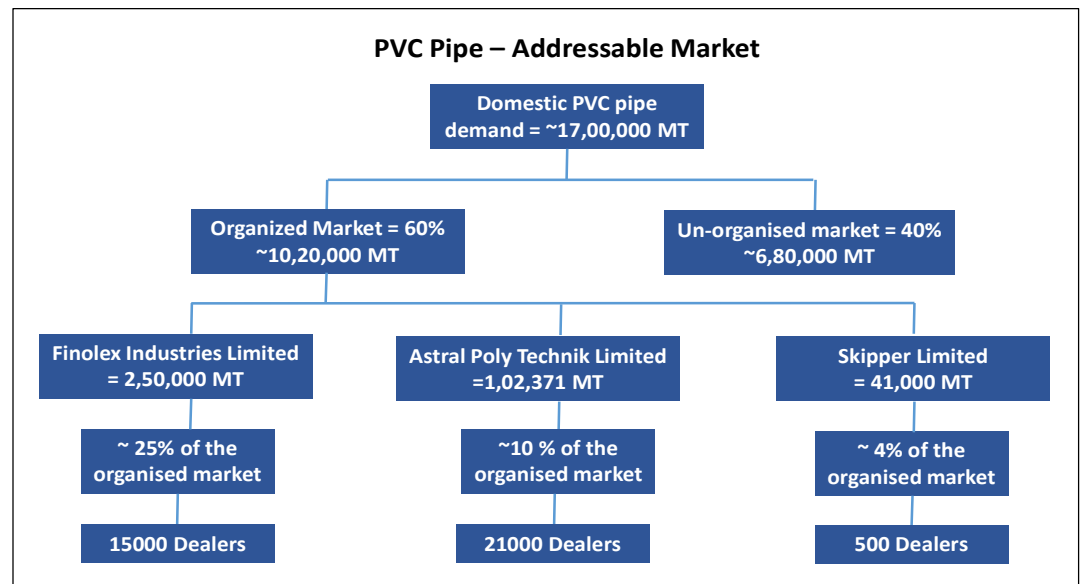 PVC Pipe – Addressable Market
Domestic PVC pipe
demand = ~17,00,000 MT
Organized Market = 60%
~10,20,000 MT
Un-organised market = 40%
~6,80,000 MT
Finolex Industries Limited
= 2,50,000 MT
Astral Poly Technik Limited
=1,02,371 MT
Skipper Limited
= 41,000 MT
~ 25% of the
organised market
~10 % of the
organised market
~ 4% of the
organised market
15000 Dealers
21000 Dealers
500 Dealers